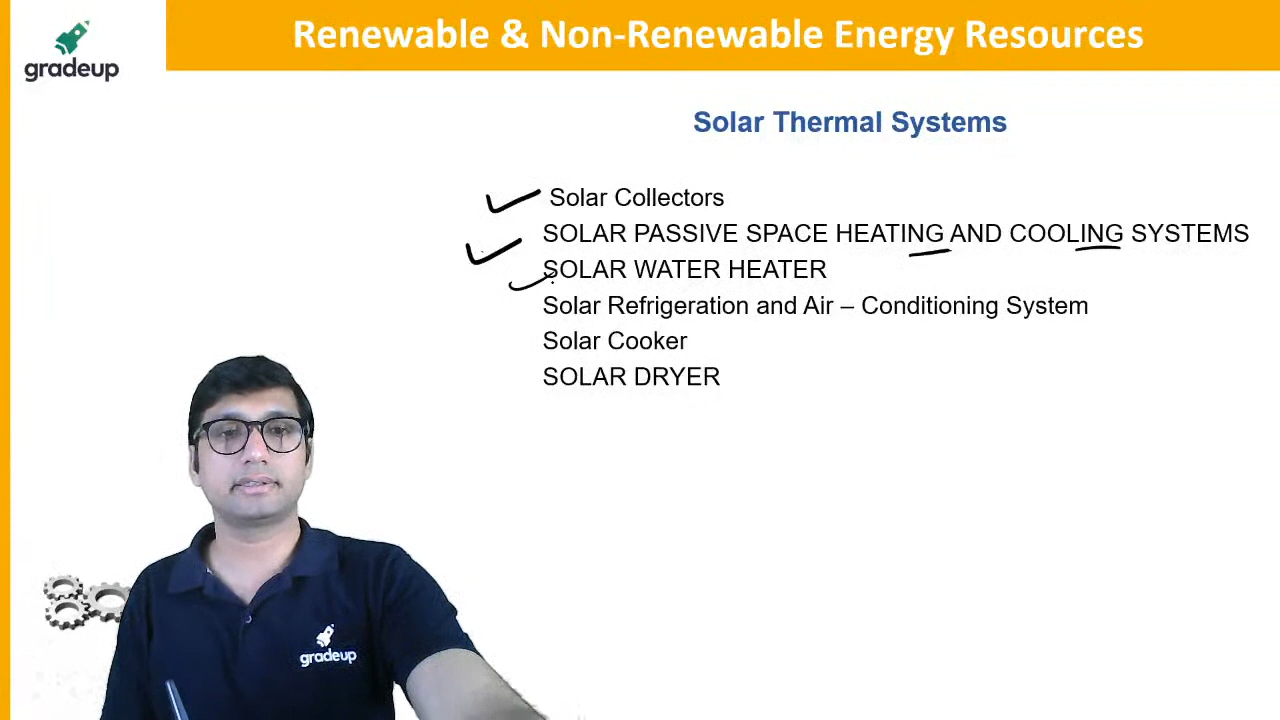 Renewable & Non-Renewable Energy Resources
gradeup
Solar Thermal Systems
Solar Collectors
SOLAR PASSIVE SPACE HEATING AND COOLING SYSTEMS
SOLAR WATER HEATER
Solar Refrigeration and Air – Conditioning System
Solar Cooker
SOLAR DRYER
gradeup